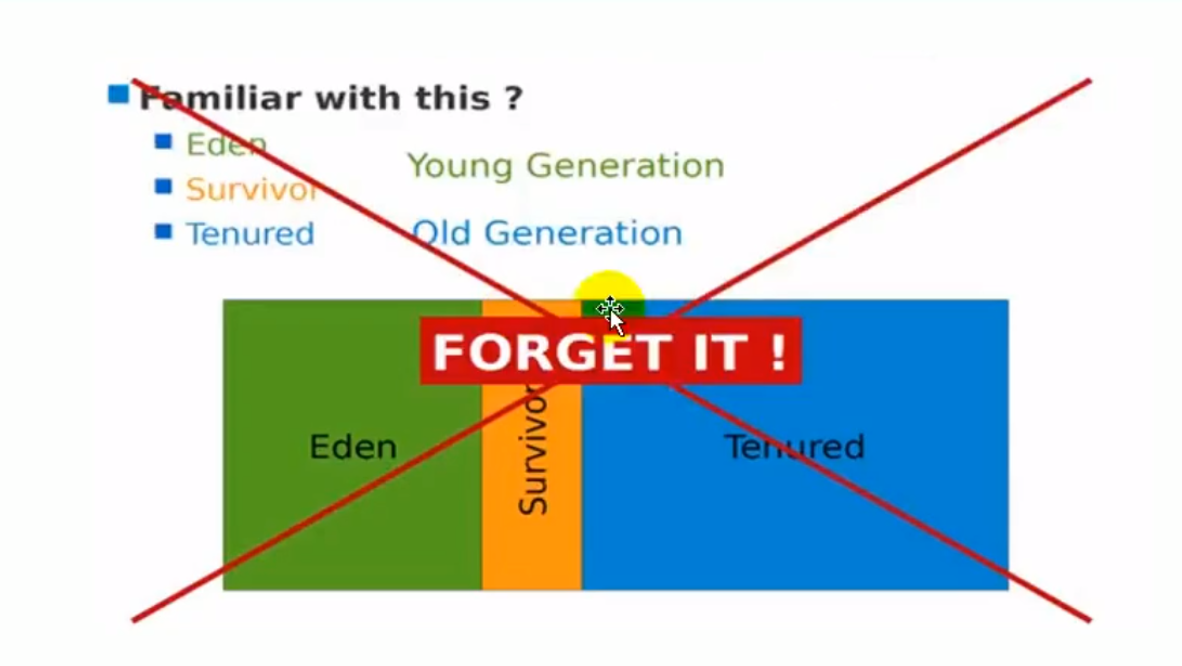 Familiar with this ?
Eden
Young Generation
Survivor
Tenured
Old Generation
FORGET IT !
Eden
Survivor
Tenured